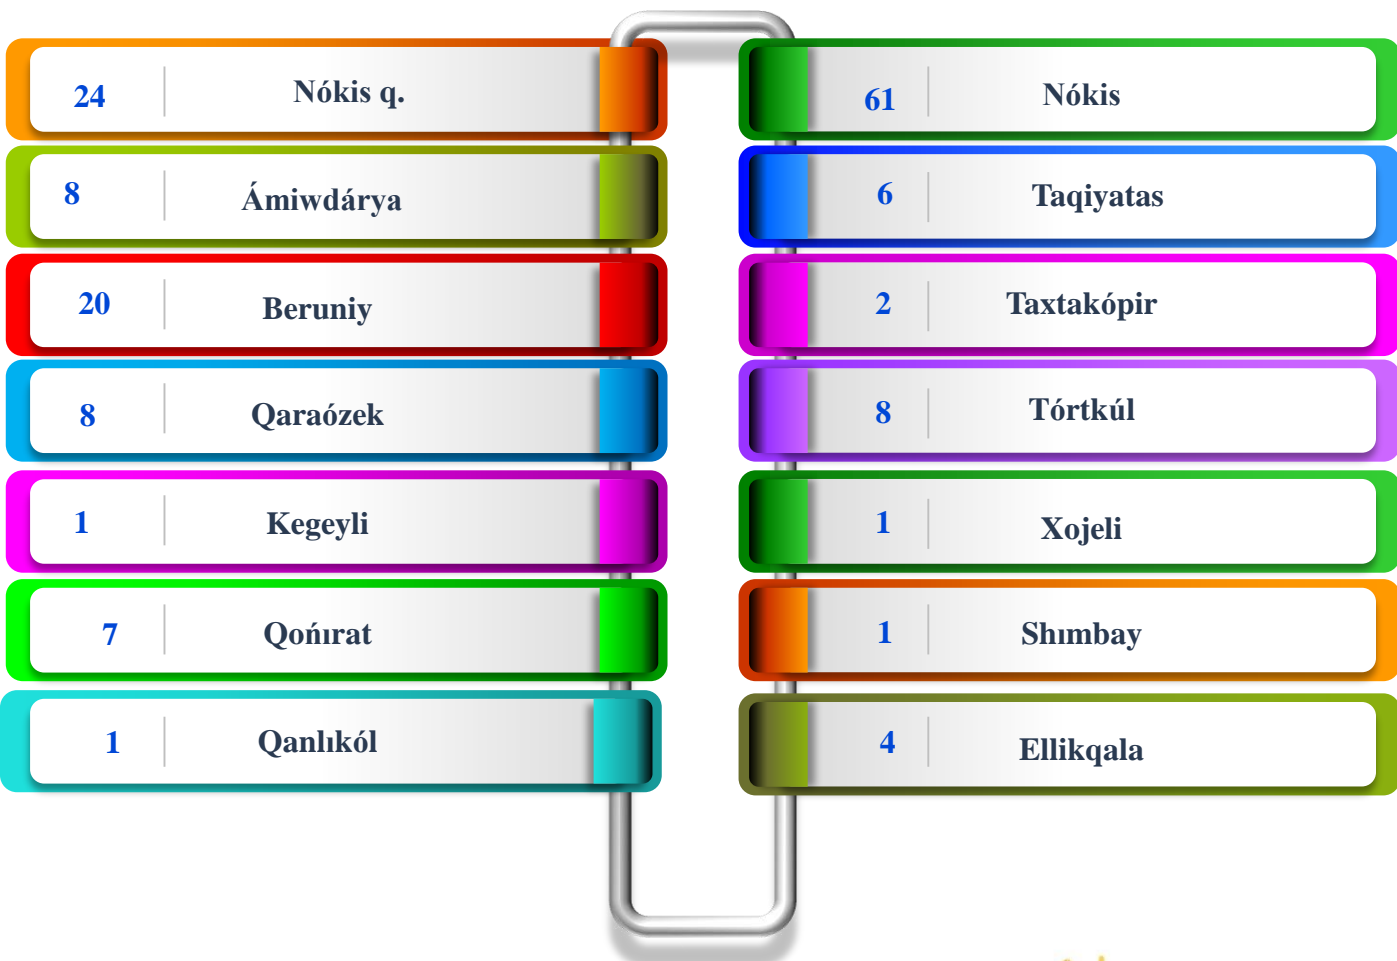 24 Nókis q.
8 Ámiwdárya
20 Beruniy
8 Qaraózek
1 Kegeyli
7 Qońırat
1 Qanlıkól
61 Nókis
6 Taqiyatas
2 Taxtakópir
8 Tórtkúl
1 Xojeli
1 Shımbay
4 Ellikqala